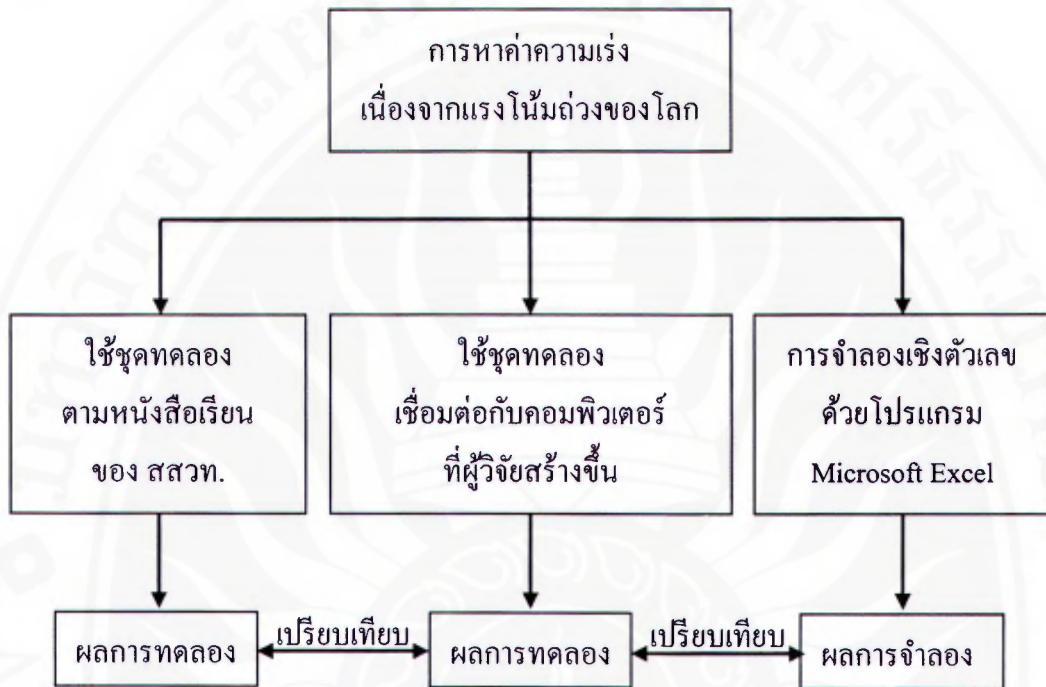 การหาค่าความเร่ง
เนื่องจากแรงโน้มถ่วงของโลก
ใช้ชุดทดลอง
ตามหนังสือเรียน
ของ สสวท.
ใช้ชุดทดลอง
เชื่อมต่อกับคอมพิวเตอร์
ที่ผู้วิจัยสร้างขึ้น
การจำลองเชิงตัวเลข
ด้วยโปรแกรม
Microsoft Excel
ผลการทดลอง
เปรียบเทียบ
ผลการทดลอง
เปรียบเทียบ
ผลการจำลอง